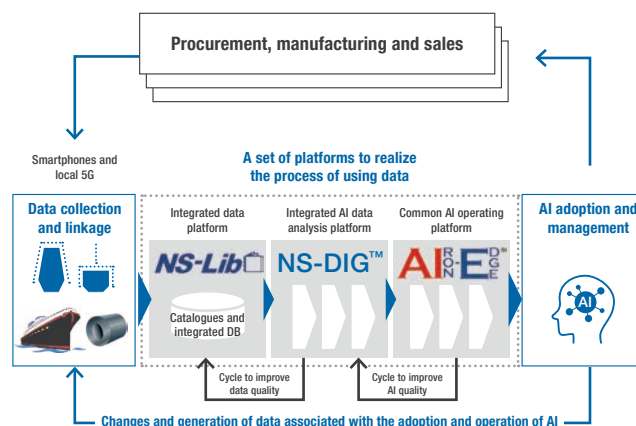 Procurement, manufacturing and sales
Smartphones and
local 5G
A set of platforms to realize
the process of using data
Data collection
and linkage
Integrated data
platform
Integrated AI data
analysis platform
Common AI operating
platform
AI adoption and
management
NS-Lib
NS-DIG™
AIRON-EDGE™
Catalogues and
integrated DB
AI
Cycle to improve
data quality
Cycle to improve
AI quality
Changes and generation of data associated with the adoption and operation of AI